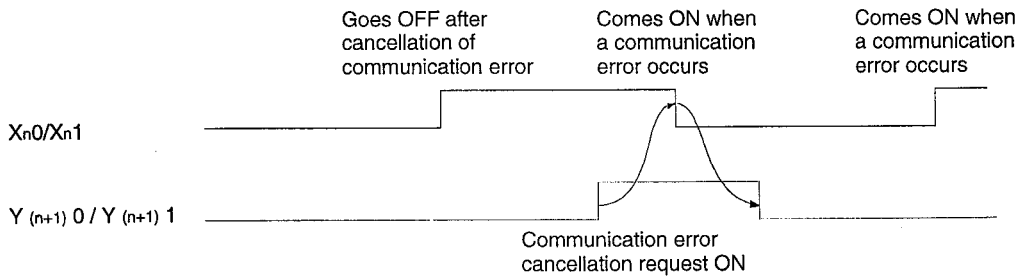 Goes OFF after
cancellation of
communication error
Comes ON when
a communication
error occurs
Comes ON when
a communication
error occurs
Xn0/Xn1
Y (n+1) 0 / Y (n+1) 1
Communication error
cancellation request ON